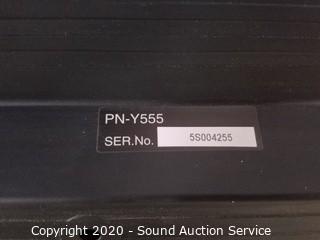 PN-Y555
SER.No. 5S004255
Copyright 2020 - Sound Auction Service